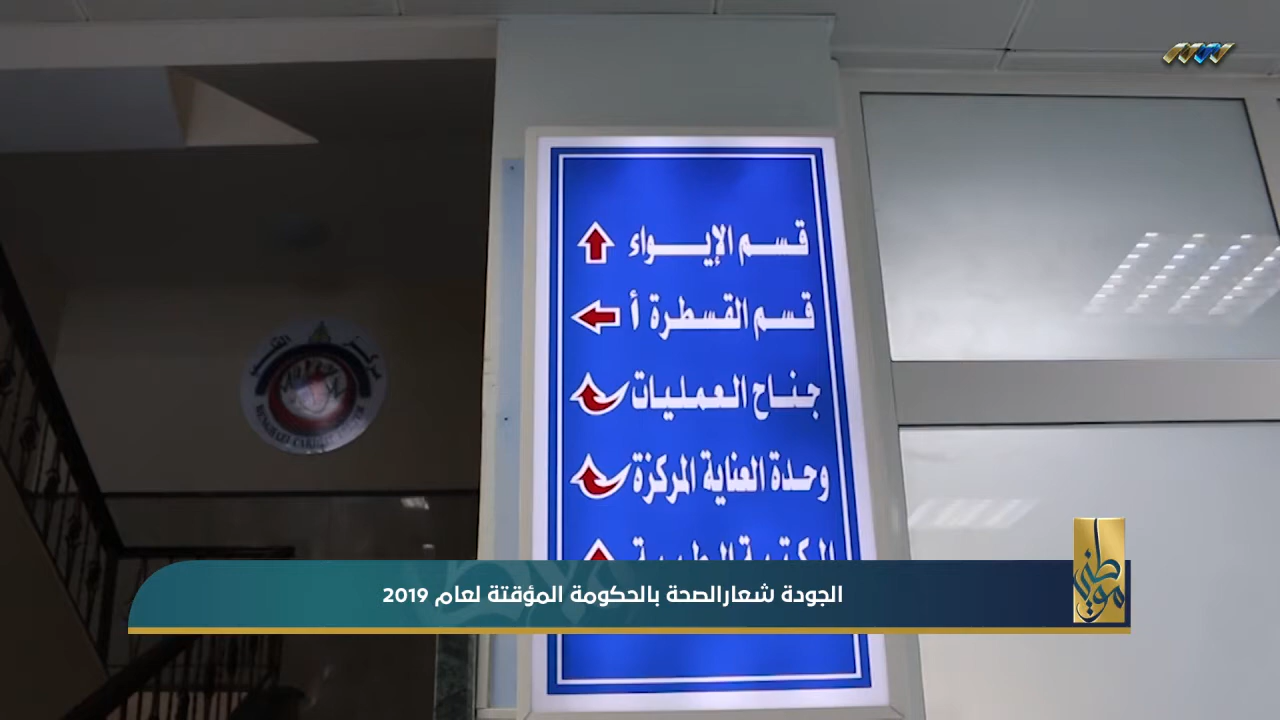 قسم الإيواء
قسم القسطرة أ
جناح العمليات
وحدة العناية المركزة
الجودة شعارالصحة بالحكومة المؤقتة لعام 2019